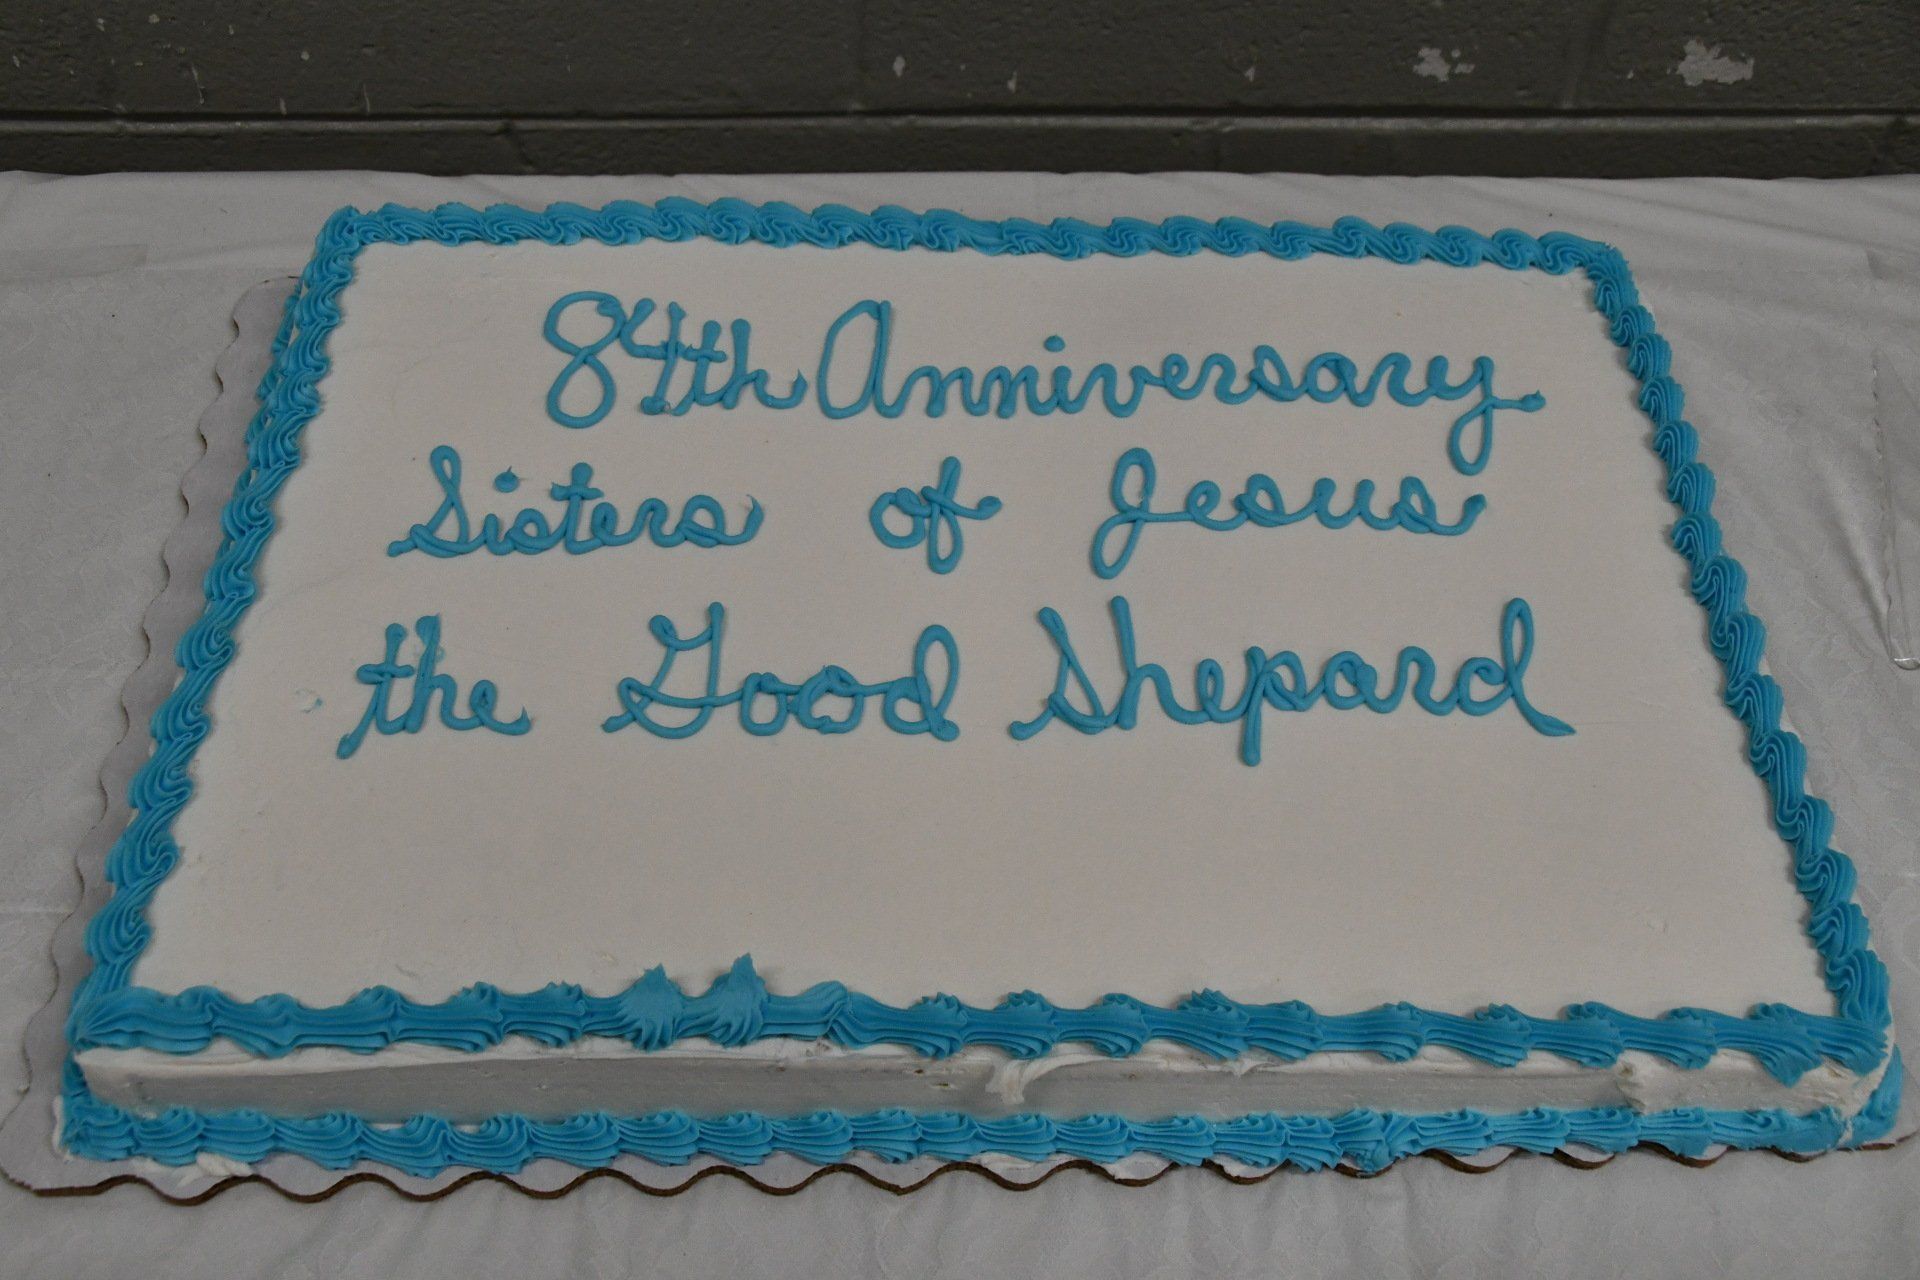 84th Anniversary
Sisters of Jesus
the Good Shepard